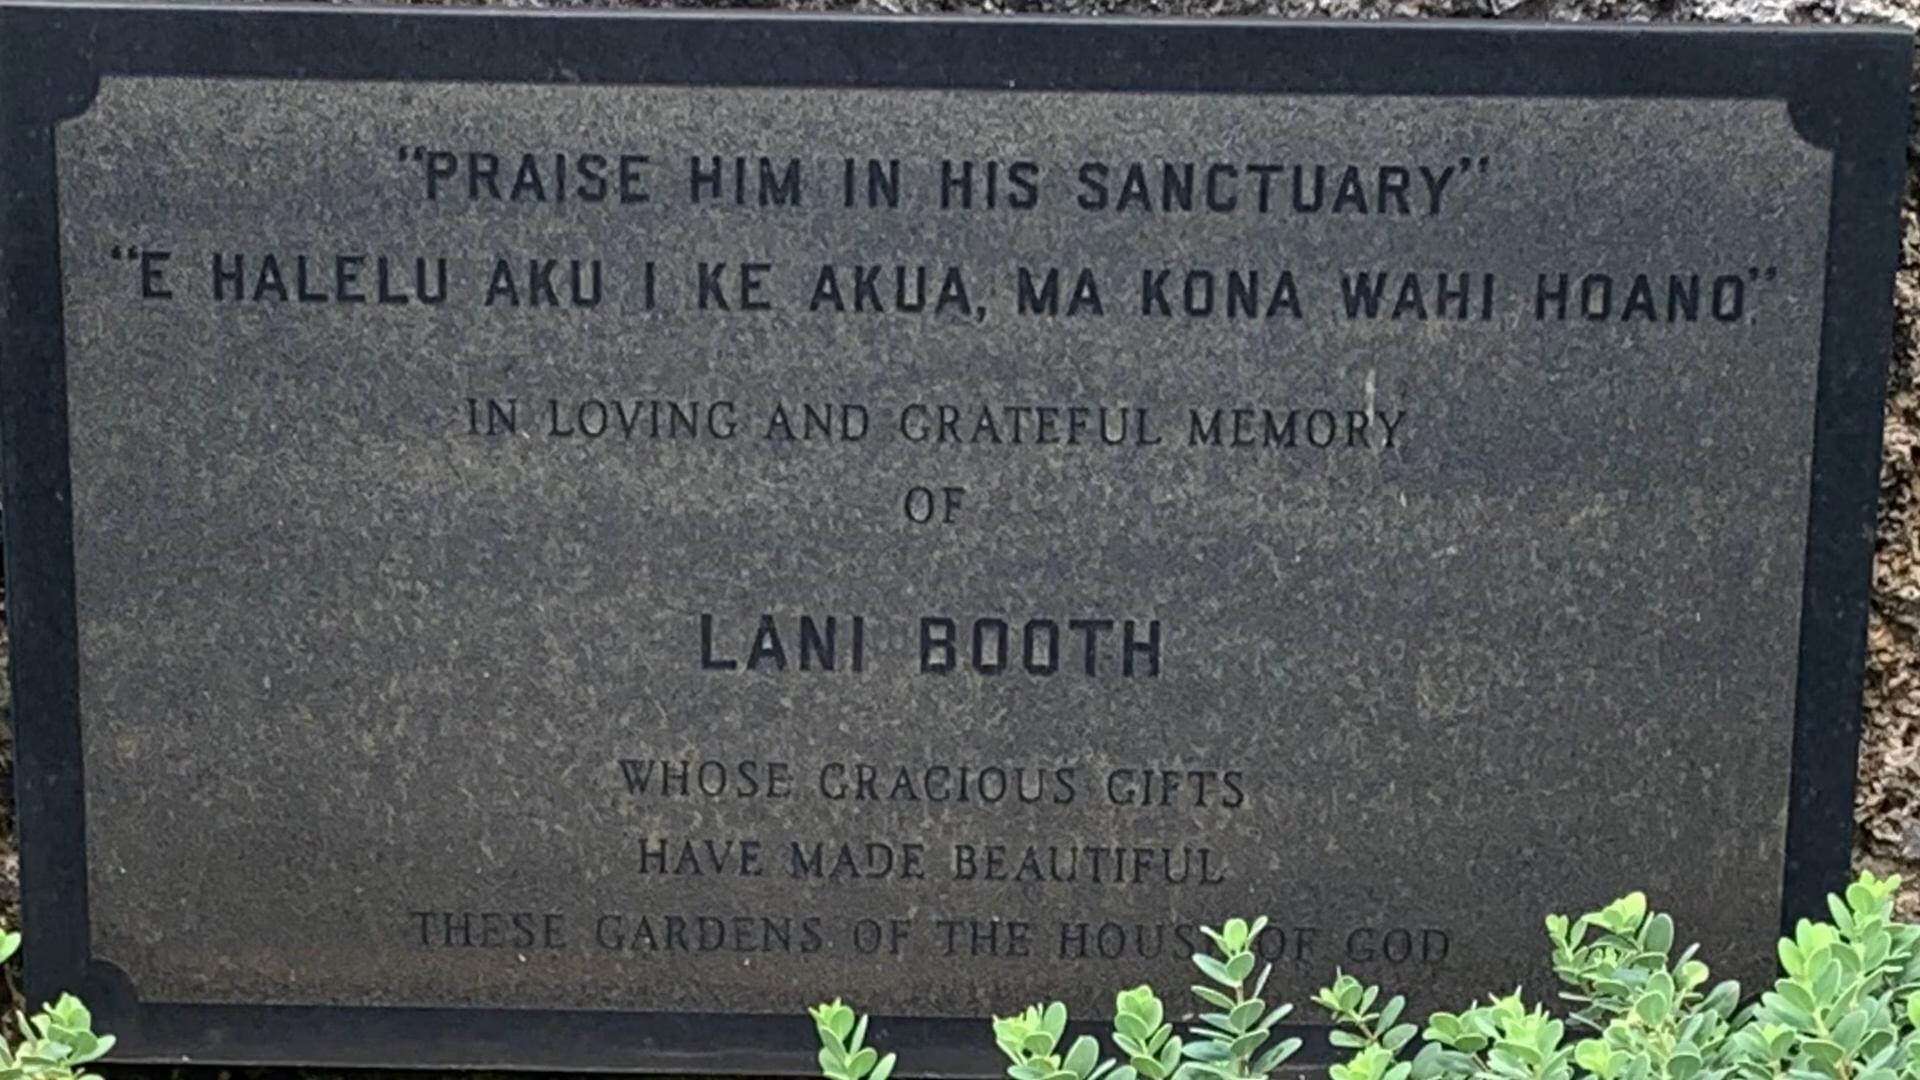 “PRAISE HIM IN HIS SANCTUARY”
“E HALELU AKU I KE AKUA, MA KONA WAHI HOANO.”
IN LOVING AND GRATEFUL MEMORY
OF
LANI BOOTH
WHOSE GRACIOUS GIFTS
HAVE MADE BEAUTIFUL
THESE GARDENS OF THE HOUSE OF GOD